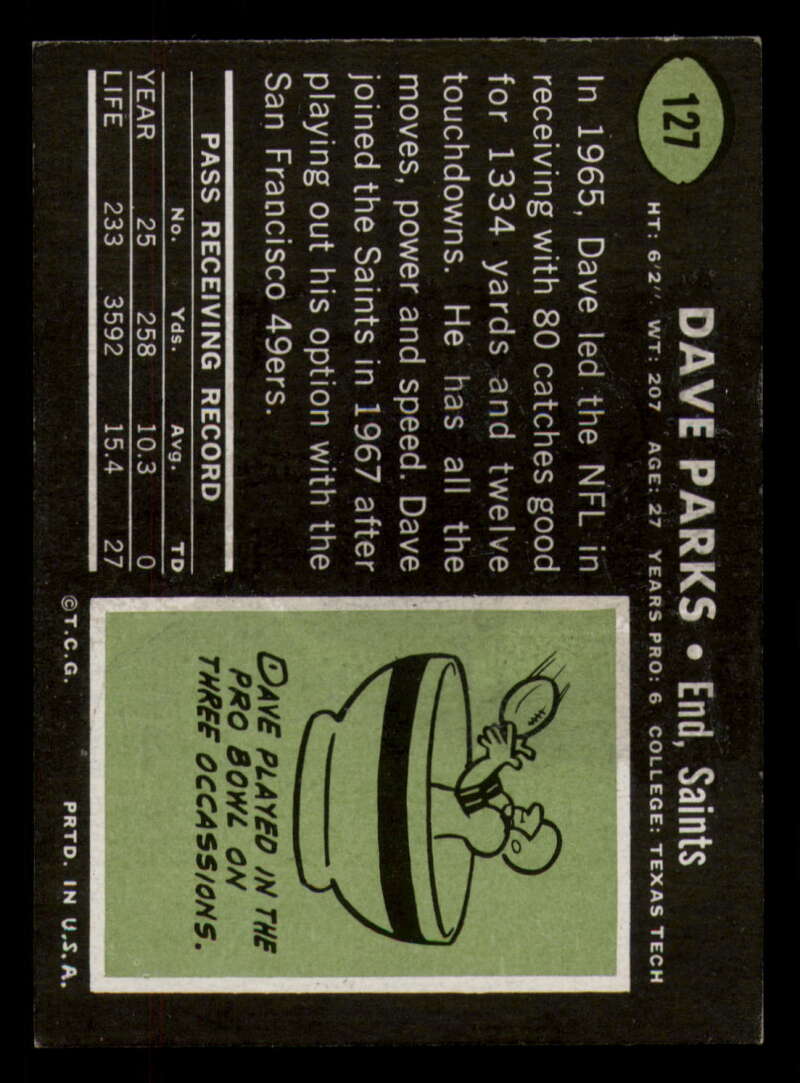 127
DAVE PARKS • End, Saints
HT: 6'2" WT: 207 AGE: 27 YEARS PRO: 6 COLLEGE: TEXAS TECH
In 1965, Dave led the NFL in
receiving with 80 catches good
for 1334 yards and twelve
touchdowns. He has all the
moves, power and speed. Dave
joined the Saints in 1967 after
playing out his option with the
San Francisco 49ers.
PASS RECEIVING RECORD
No. Yds. Avg. TD
YEAR 25 258 10.3 0
LIFE 233 3592 15.4 27
DAVE PLAYED IN THE
PRO BOWL ON
THREE OCCASSIONS.
©T.C.G. PRTD. IN U.S.A.